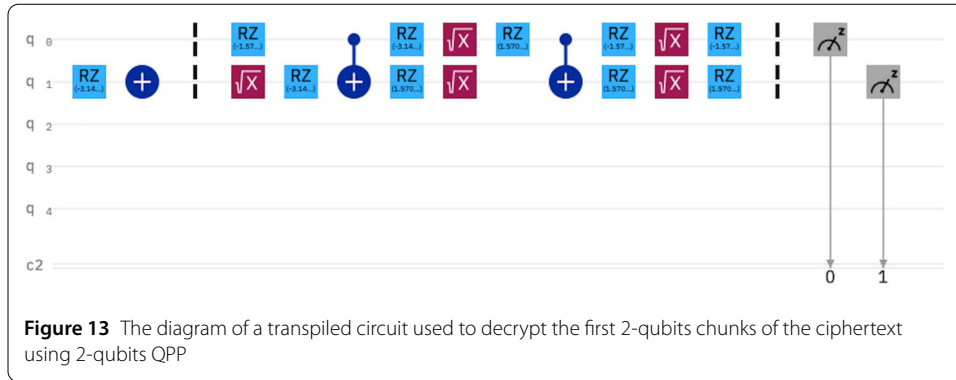 q 0 RZ (-1.57...) RZ (-3.14...) √X RZ (1.570...) RZ (-1.57...) √X RZ (-1.57...) z
q 1 RZ (-3.14...) + √X RZ (-3.14...) + RZ (1.570...) √X + RZ (1.570...) √X RZ (1.570...) z
q 2
q 3
q 4
c2
0 1
Figure 13 The diagram of a transpiled circuit used to decrypt the first 2-qubits chunks of the ciphertext
using 2-qubits QPP